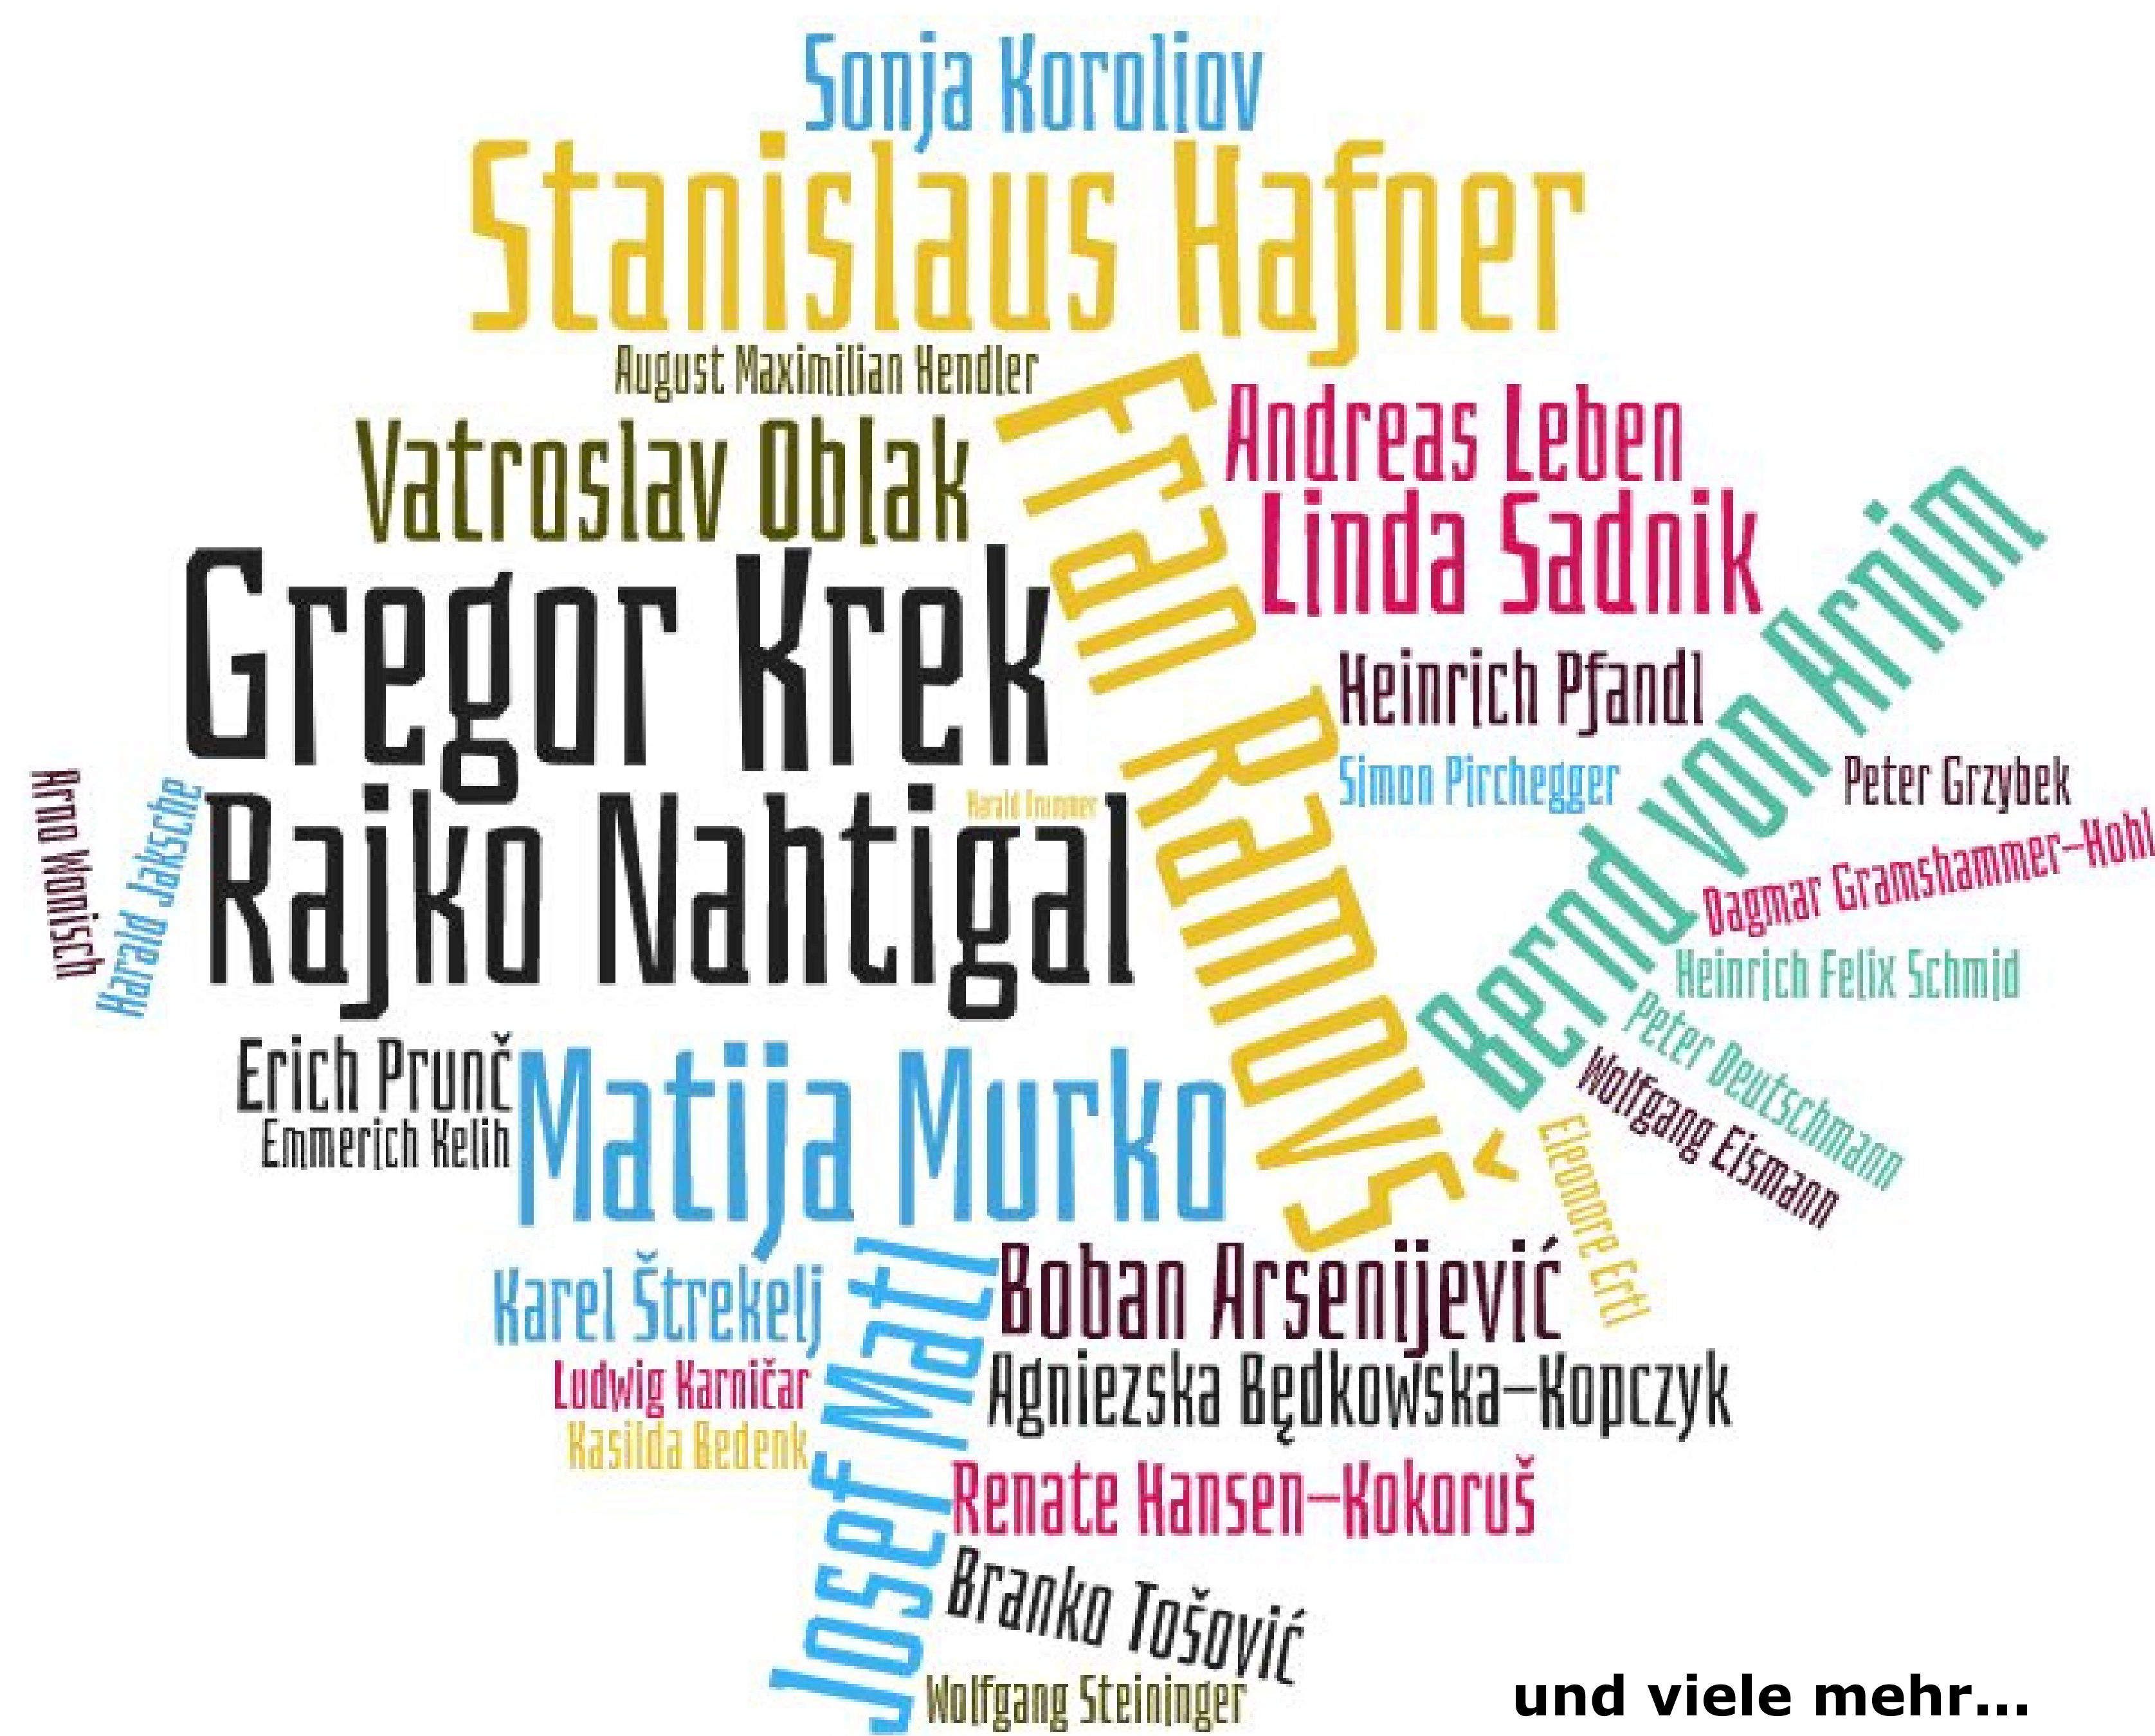 Sonja Koroliov
Stanislaus Hafner
August Maximilian Hendler
Fran Ramovš
Andreas Leben
Vatroslav Oblak
Linda Sadnik
Bernd von Arnim
Gregor Krek
Heinrich Pfandl
Simon Pirchegger
Peter Grzybek
Arno Wonisch
Harald Jaksche
Rajko Nahtigal
Harald Drummer
Dagmar Gramshammer-Hohl
Heinrich Felix Schmid
Peter Deutschmann
Wolfgang Eismann
Erich Prunč
Emmerich Kelih
Matija Murko
Eleonore Ertl
Karel Štrekelj
Josef Matl
Boban Arsenijević
Ludwig Karničar
Agniezska Będkowska-Kopczyk
Kasilda Bedenk
Renate Hansen-Kokoruš
Branko Tošović
Wolfgang Steininger
und viele mehr...